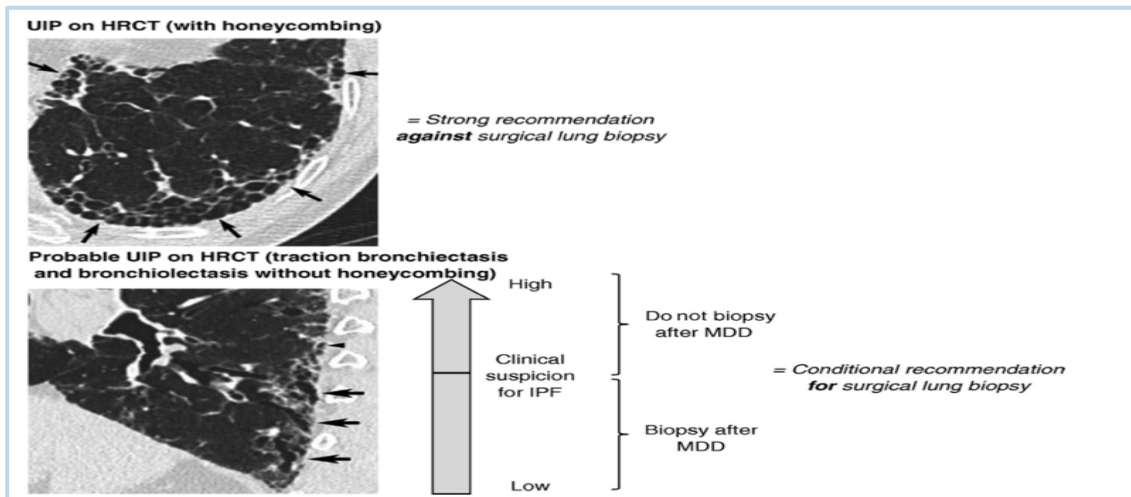 UIP on HRCT (with honeycombing)
= Strong recommendation
against surgical lung biopsy
Probable UIP on HRCT (traction bronchiectasis
and bronchiolectasis without honeycombing)
High
Do not biopsy
after MDD
Clinical
suspicion
for IPF
= Conditional recommendation
for surgical lung biopsy
Biopsy after
MDD
Low